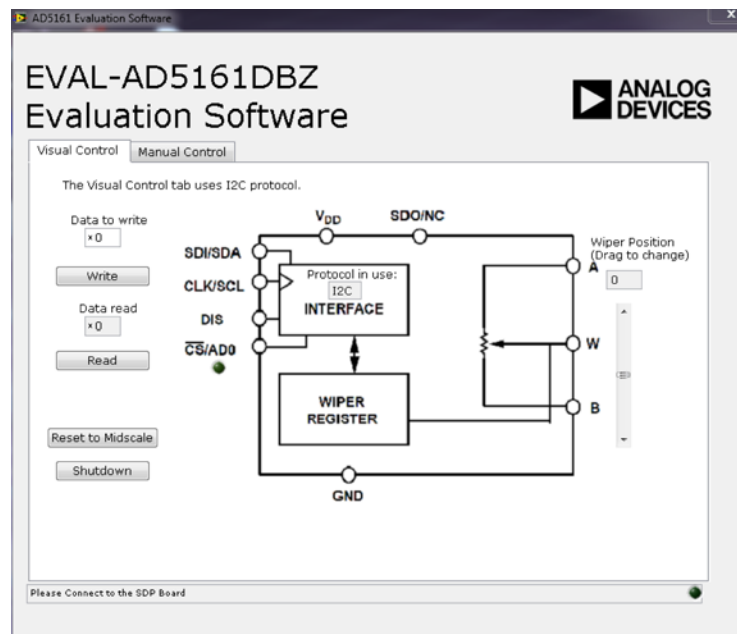 AD5161 Evaluation Software
x
EVAL-AD5161DBZ
Evaluation Software
ANALOG
DEVICES
Visual Control
Manual Control
The Visual Control tab uses I2C protocol.
Data to write
×0
Write
Data read
×0
Read
Reset to Midscale
Shutdown
VDD
SDO/NC
SDI/SDA
CLK/SCL
DIS
CS/AD0
Protocol in use:
I2C
INTERFACE
WIPER
REGISTER
GND
Wiper Position
(Drag to change)
A
0
W
B
Please Connect to the SDP Board